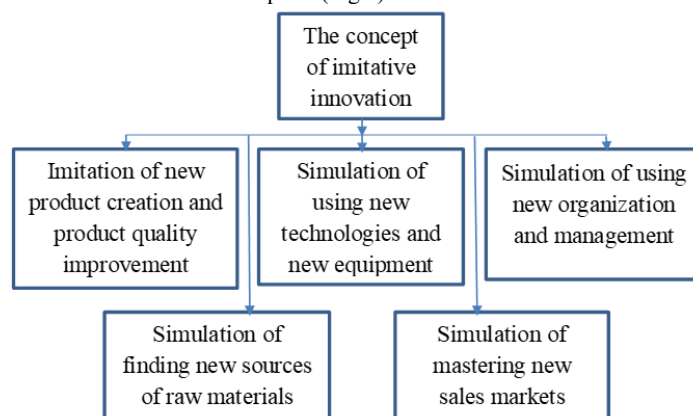 The concept
of imitative
innovation
Imitation of new
product creation and
product quality
improvement
Simulation of
using new
technologies and
new equipment
Simulation of using
new organization
and management
Simulation of
finding new sources
of raw materials
Simulation of
mastering new
sales markets